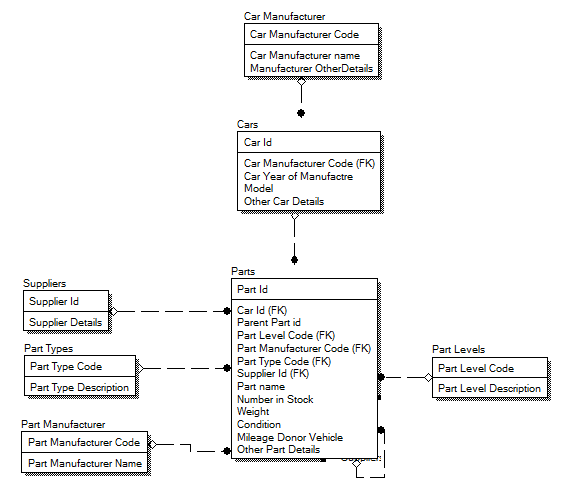 Car Manufacturer
Car Manufacturer Code
Car Manufacturer name
Manufacturer OtherDetails
Cars
Car Id
Car Manufacturer Code (FK)
Car Year of Manufactre
Model
Other Car Details
Parts
Part Id
Car Id (FK)
Parent Part id
Part Level Code (FK)
Part Manufacturer Code (FK)
Part Type Code (FK)
Supplier Id (FK)
Part name
Number in Stock
Weight
Condition
Mileage Donor Vehicle
Other Part Details
Suppliers
Supplier Id
Supplier Details
Part Types
Part Type Code
Part Type Description
Part Manufacturer
Part Manufacturer Code
Part Manufacturer Name
Part Levels
Part Level Code
Part Level Description